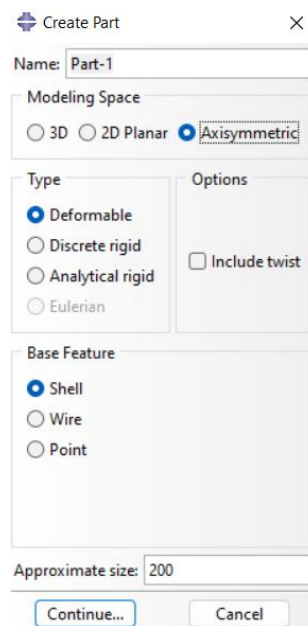 Create Part
Name: Part-1
Modeling Space
3D 2D Planar Axisymmetric
Type
Deformable
Discrete rigid
Analytical rigid
Eulerian
Options
Include twist
Base Feature
Shell
Wire
Point
Approximate size: 200
Continue... Cancel